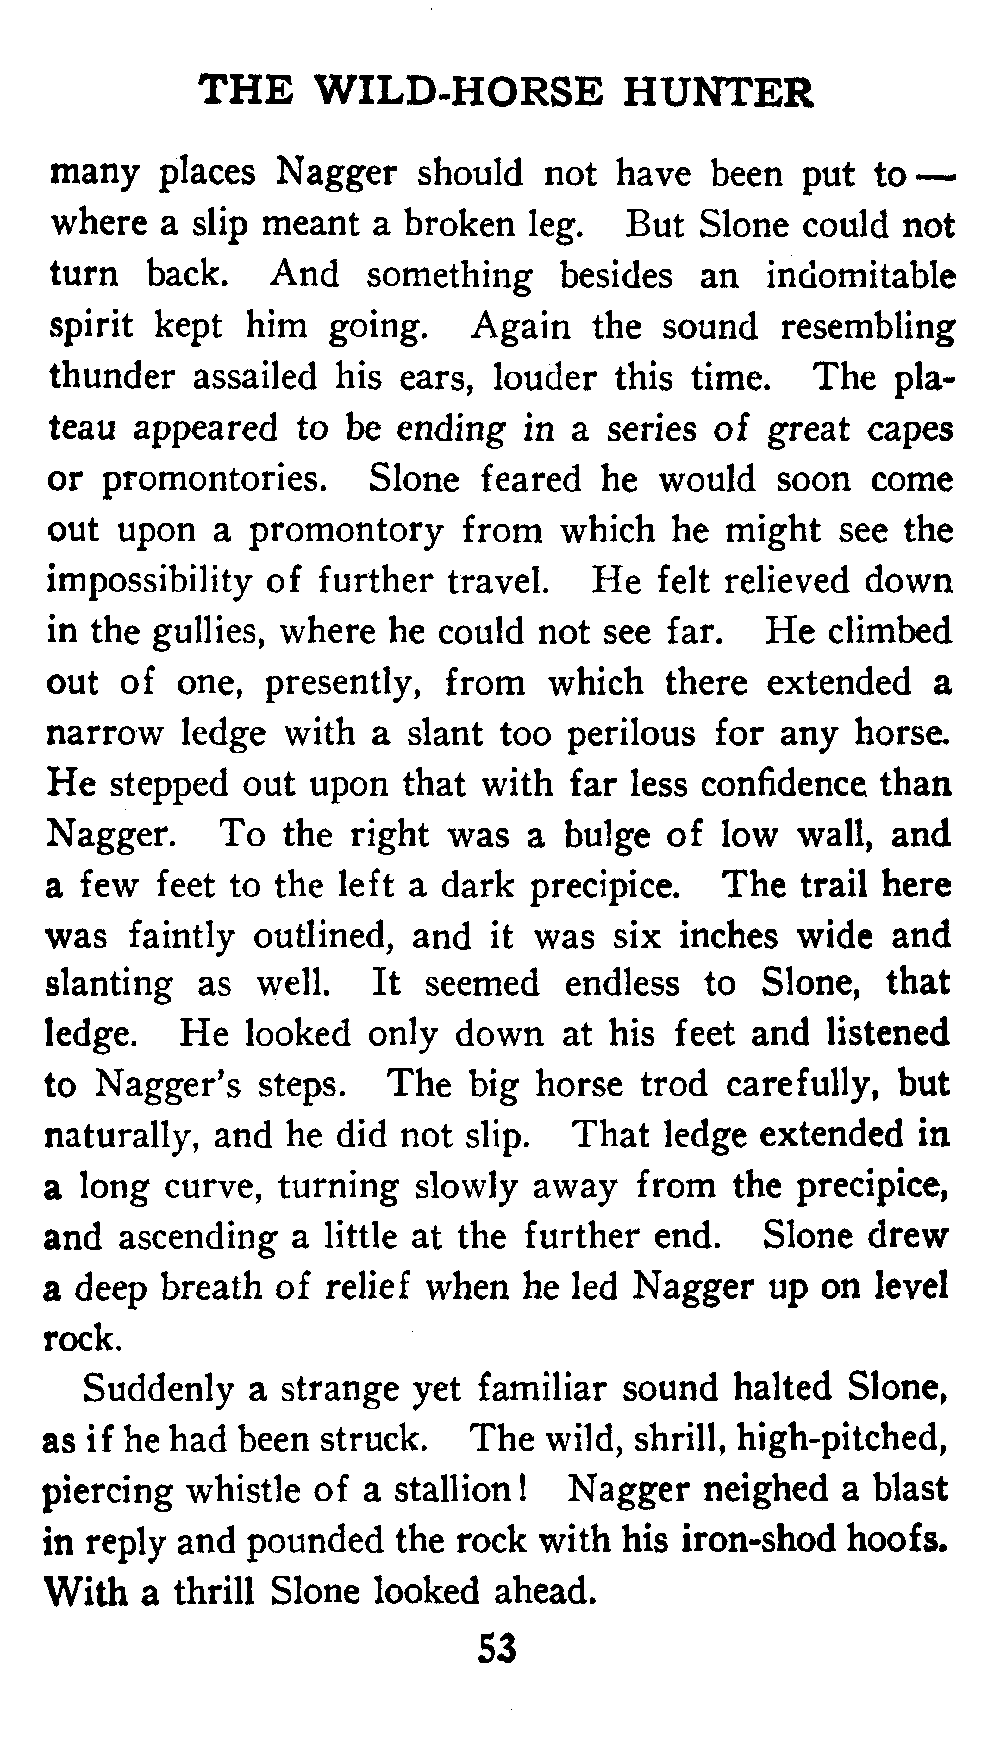 THE WILD-HORSE HUNTER
many places Nagger should not have been put to—
where a slip meant a broken leg. But Slone could not
turn back. And something besides an indomitable
spirit kept him going. Again the sound resembling
thunder assailed his ears, louder this time. The pla-
teau appeared to be ending in a series of great capes
or promontories. Slone feared he would soon come
out upon a promontory from which he might see the
impossibility of further travel. He felt relieved down
in the gullies, where he could not see far. He climbed
out of one, presently, from which there extended a
narrow ledge with a slant too perilous for any horse.
He stepped out upon that with far less confidence than
Nagger. To the right was a bulge of low wall, and
a few feet to the left a dark precipice. The trail here
was faintly outlined, and it was six inches wide and
slanting as well. It seemed endless to Slone, that
ledge. He looked only down at his feet and listened
to Nagger's steps. The big horse trod carefully, but
naturally, and he did not slip. That ledge extended in
a long curve, turning slowly away from the precipice,
and ascending a little at the further end. Slone drew
a deep breath of relief when he led Nagger up on level
rock.
Suddenly a strange yet familiar sound halted Slone,
as if he had been struck. The wild, shrill, high-pitched,
piercing whistle of a stallion! Nagger neighed a blast
in reply and pounded the rock with his iron-shod hoofs.
With a thrill Slone looked ahead.
53